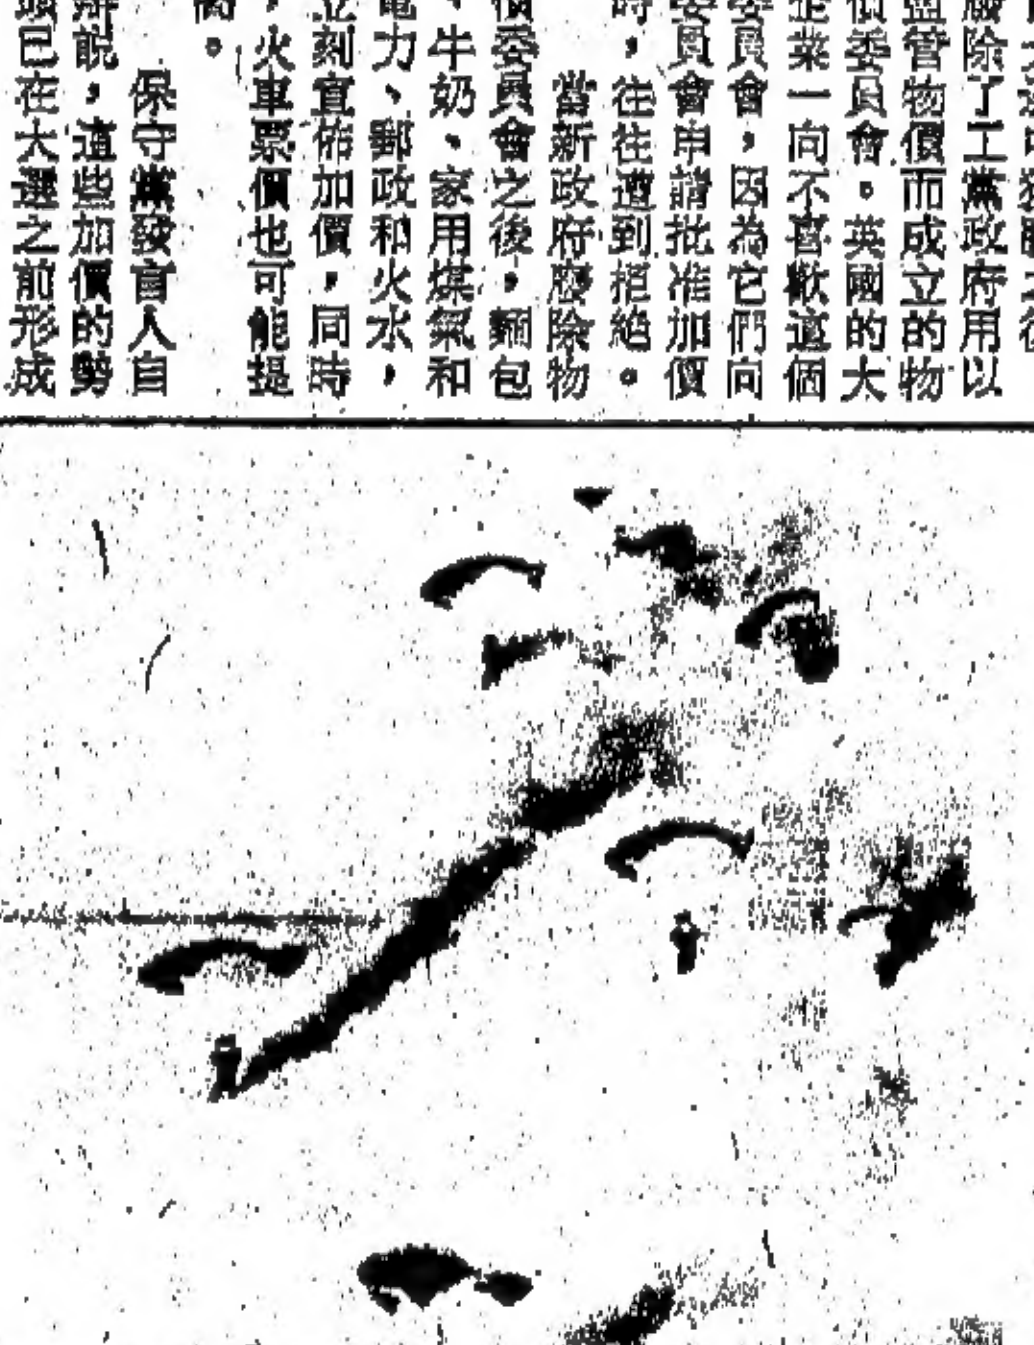 廢除了工黨政府用以
監管物價而成立的物
價委員會。英國的大
企業一向不喜歡這個
委員會,因為它們向
委員會申請批准加價
時,往往遭到拒絕。
當新政府廢除物
價委員會之後,麵包
、牛奶、家用煤氣和
電力、郵政和火水,
立刻宣佈加價,同時
,火車票價也可能提
高。
保守黨發言人自
辯說,這些加價的勢
頭已在大選之前形成